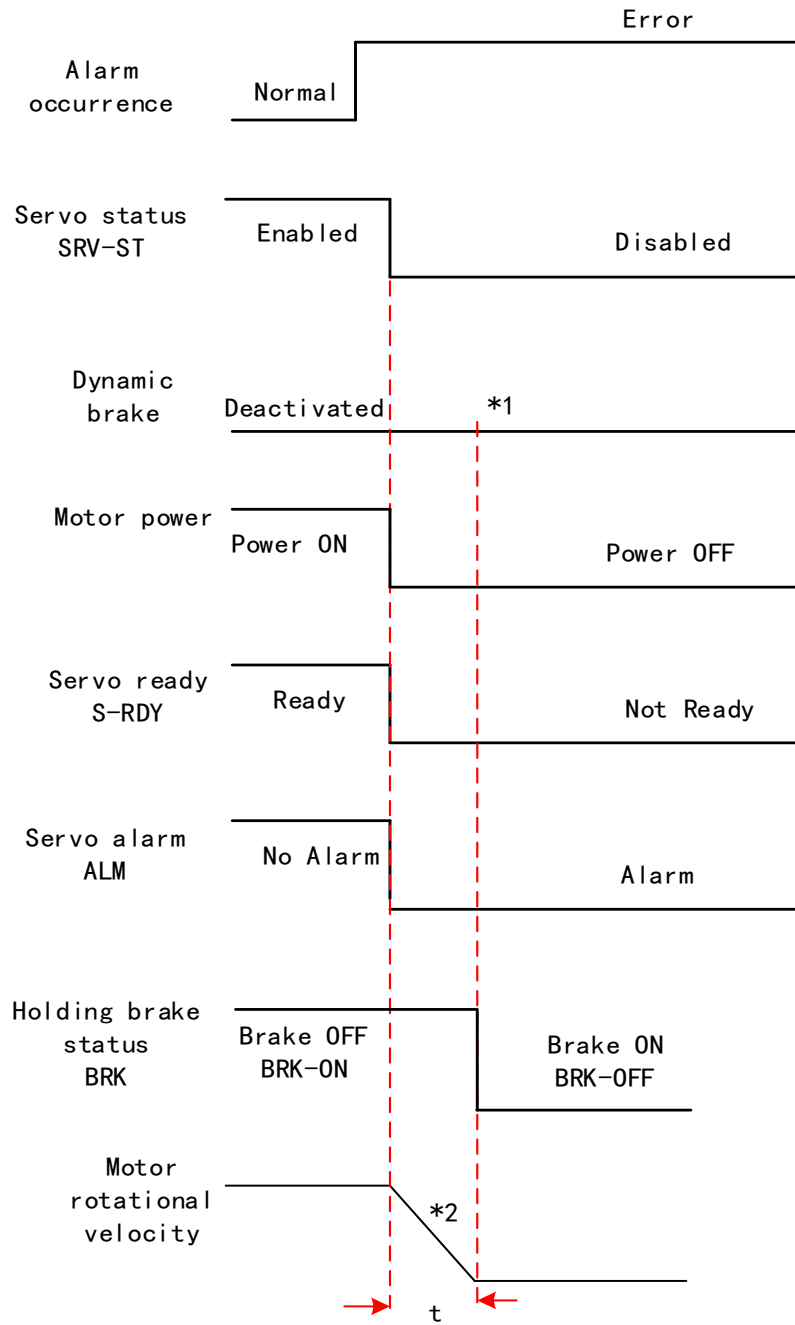 Error
Alarm
occurrence
Normal
Servo status
SRV-ST
Enabled
Disabled
Dynamic
brake
Deactivated
*1
Motor power
Power ON
Power OFF
Servo ready
S-RDY
Ready
Not Ready
Servo alarm
ALM
No Alarm
Alarm
Holding brake
status
BRK
Brake OFF
BRK-ON
Brake ON
BRK-OFF
Motor
rotational
velocity
*2
t